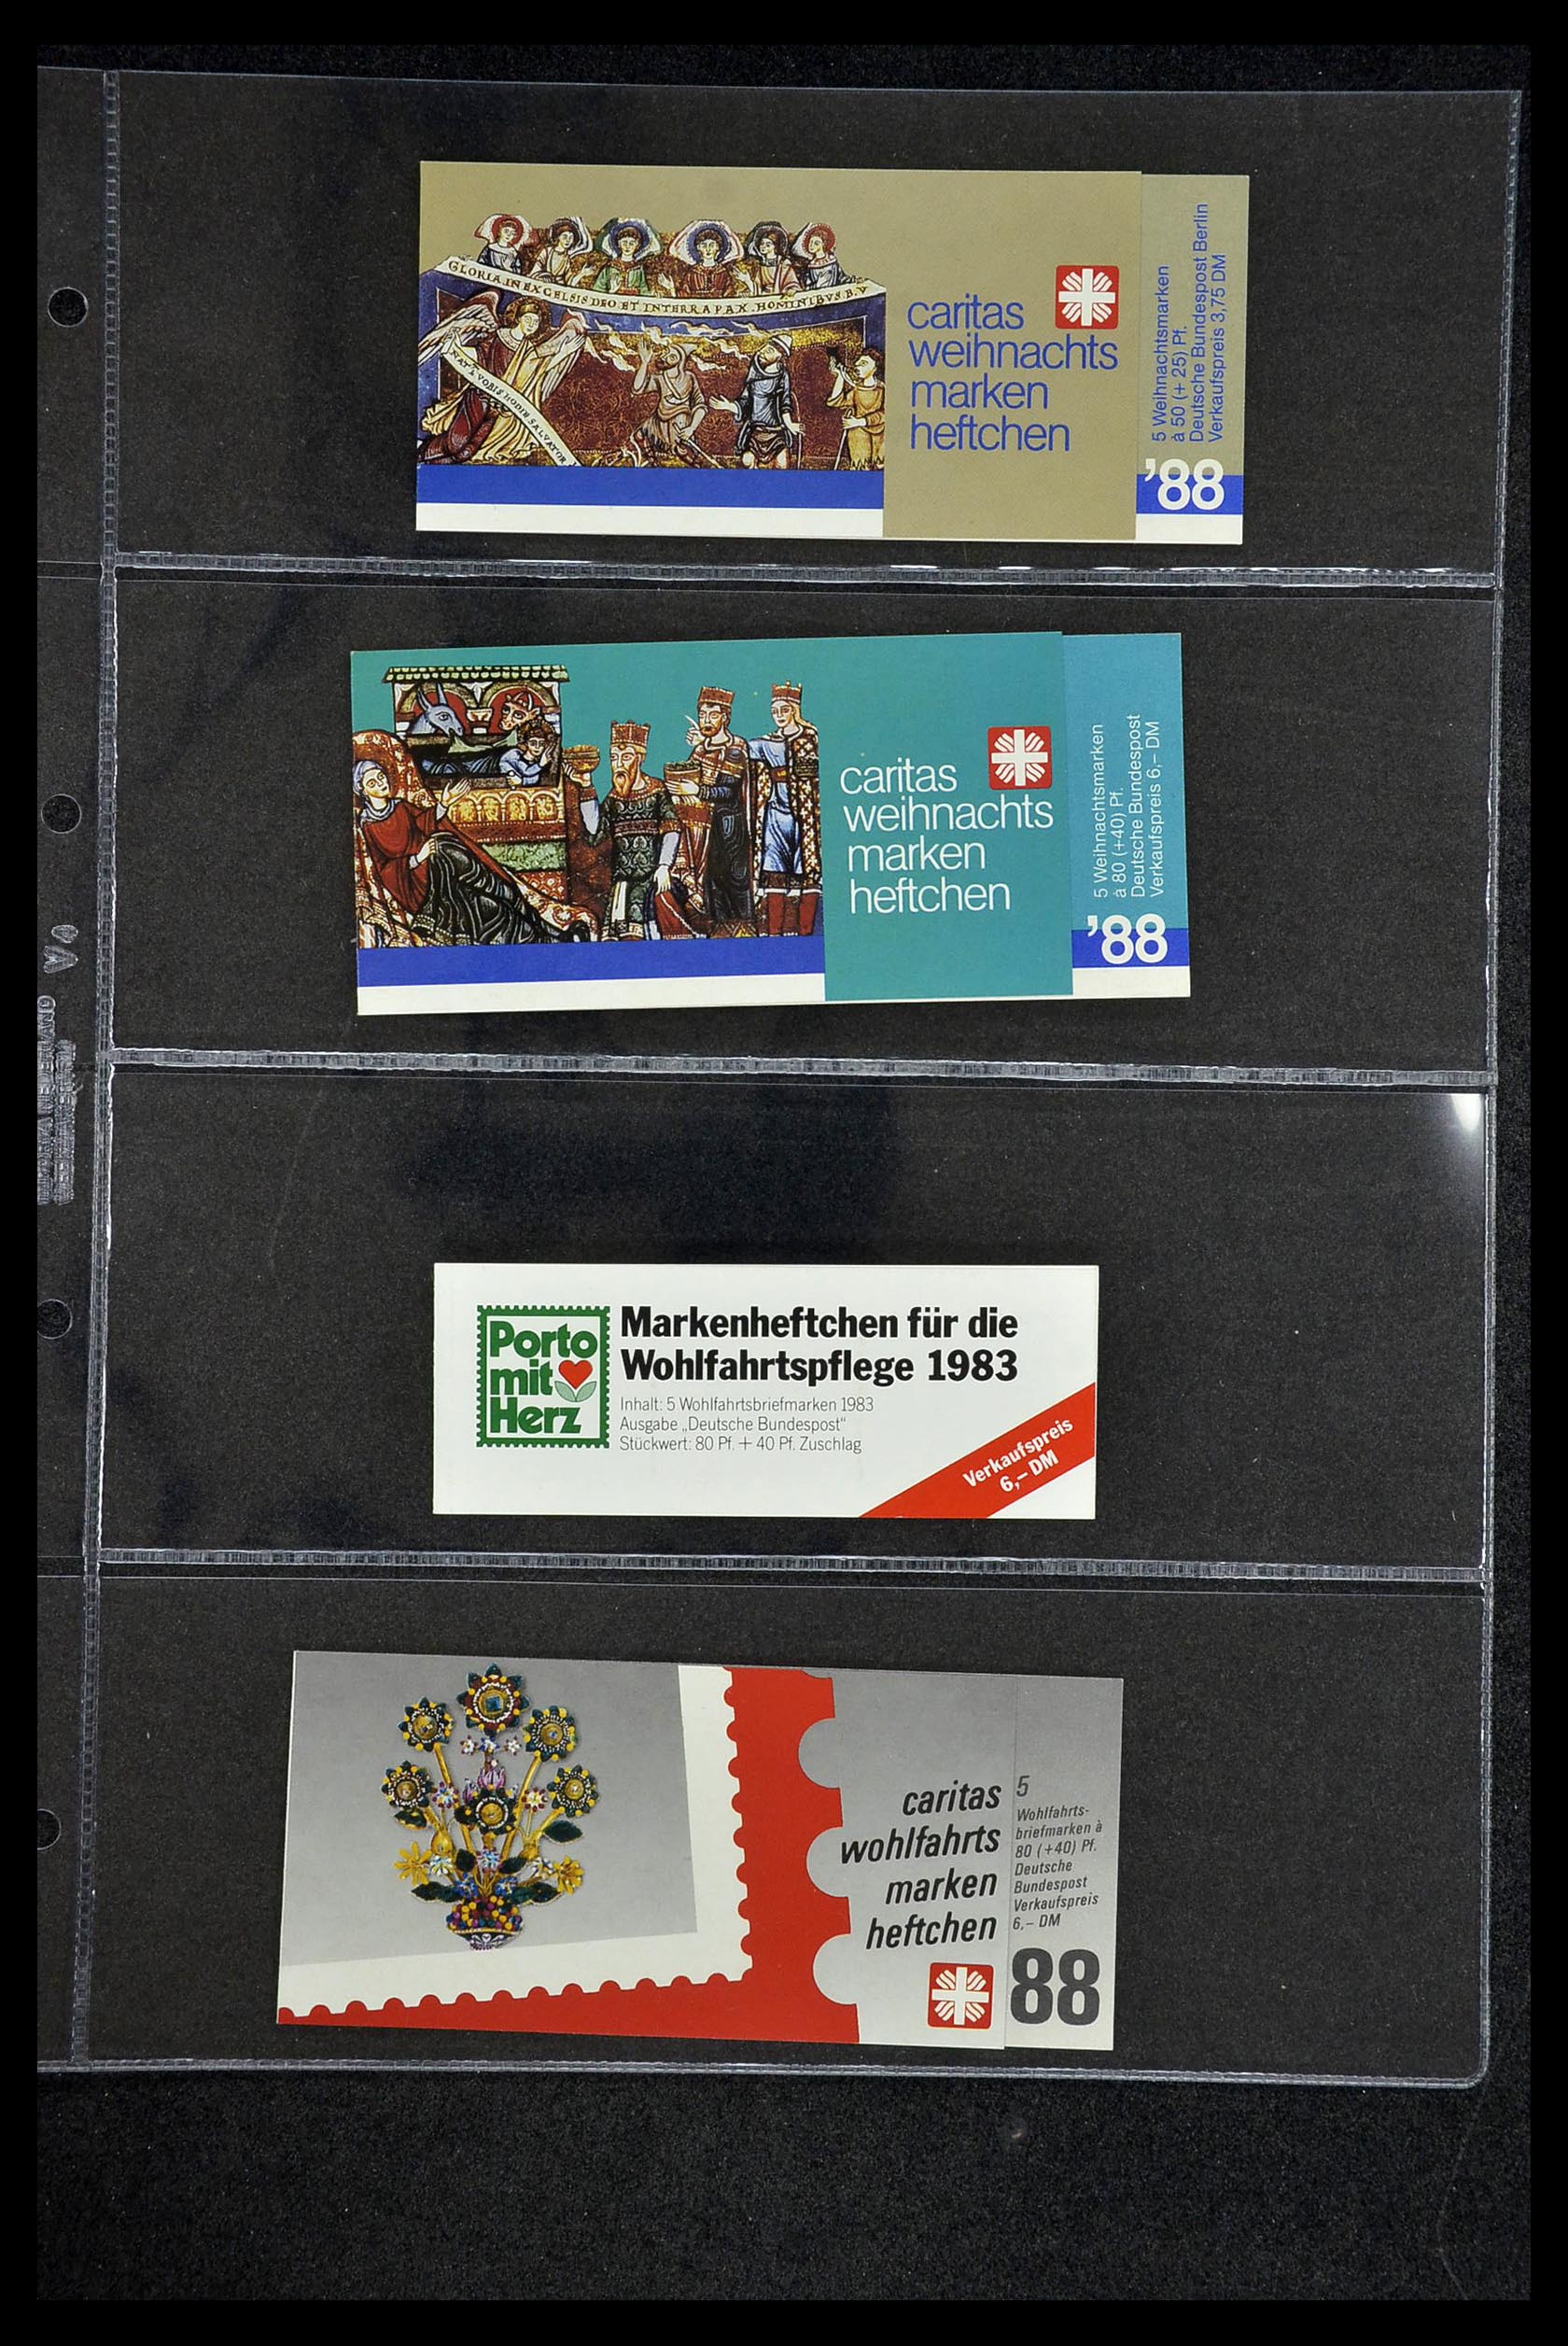 GLORIA IN EXCELSIS DEO ET IN TERRA PAX HOMINIBVS B. V
VOBIS HODIE SALVATOR
caritas
weihnachts
marken
heftchen
5 Weihnachtsmarken
à 50 (+ 25) Pf.
Deutsche Bundespost Berlin
Verkaufspreis 3,75 DM
'88
caritas
weihnachts
marken
heftchen
5 Weihnachtsmarken
à 80 (+40) Pf.
Deutsche Bundespost
Verkaufspreis 6,– DM
'88
Porto
mit
Herz
Markenheftchen für die
Wohlfahrtspflege 1983
Inhalt: 5 Wohlfahrtsbriefmarken 1983
Ausgabe „Deutsche Bundespost“
Stückwert: 80 Pf. + 40 Pf. Zuschlag
Verkaufspreis
6,– DM
caritas
wohlfahrts
marken
heftchen
5
Wohlfahrts-
briefmarken à
80 (+40) Pf.
Deutsche
Bundespost
Verkaufspreis
6,– DM
88